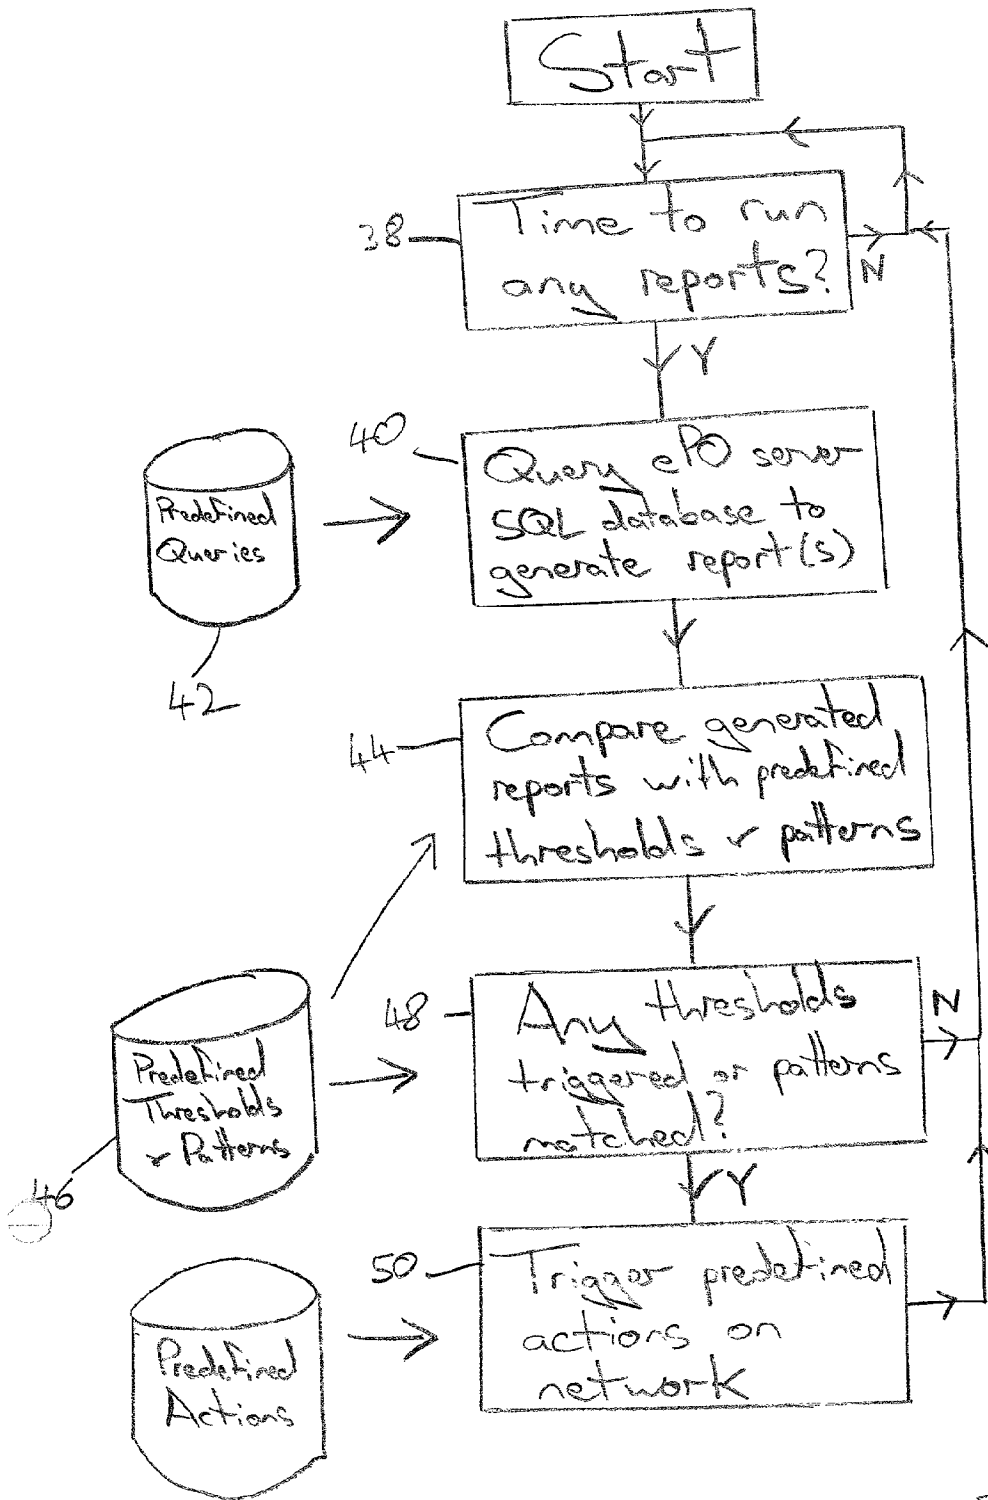 Start
38
Time to run
any reports?
N
Y
40
Query ePO server
SQL database to
generate report(s)
Predefined
Queries
42
44
Compare generated
reports with predefined
thresholds & patterns
48
Any thresholds
triggered or patterns
matched?
N
Y
Predefined
Thresholds
& Patterns
46
50
Trigger predefined
actions on
network
Predefined
Actions